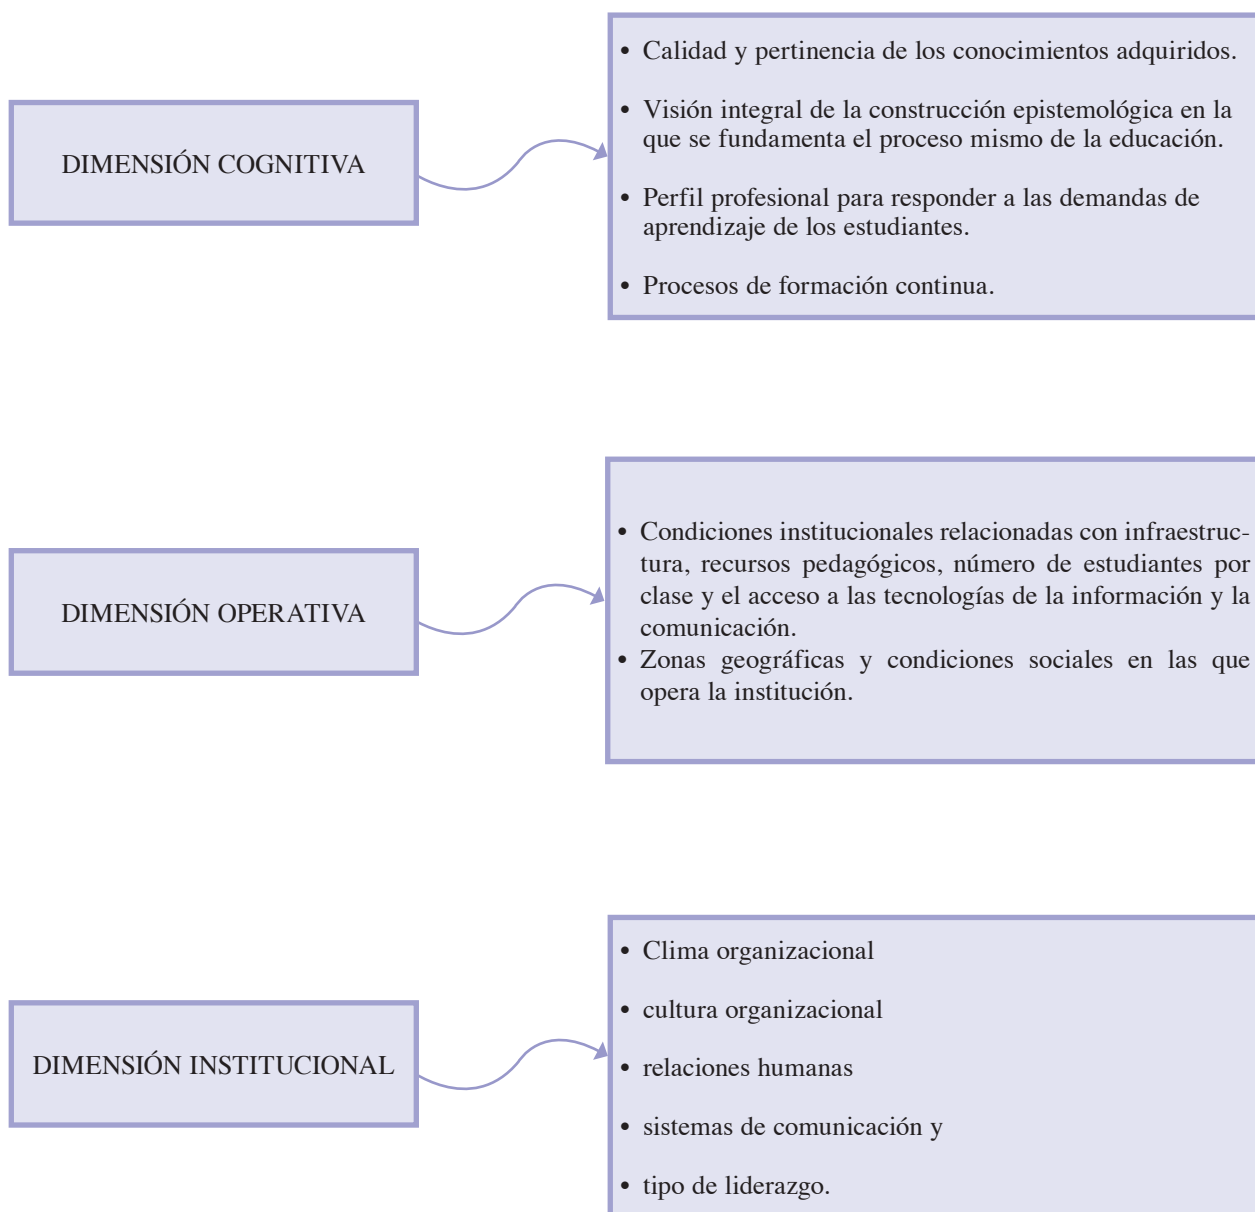 DIMENSIÓN COGNITIVA
• Calidad y pertinencia de los conocimientos adquiridos.
• Visión integral de la construcción epistemológica en la
que se fundamenta el proceso mismo de la educación.
• Perfil profesional para responder a las demandas de
aprendizaje de los estudiantes.
• Procesos de formación continua.
DIMENSIÓN OPERATIVA
• Condiciones institucionales relacionadas con infraestruc-
tura, recursos pedagógicos, número de estudiantes por
clase y el acceso a las tecnologías de la información y la
comunicación.
• Zonas geográficas y condiciones sociales en las que
opera la institución.
DIMENSIÓN INSTITUCIONAL
• Clima organizacional
• cultura organizacional
• relaciones humanas
• sistemas de comunicación y
• tipo de liderazgo.